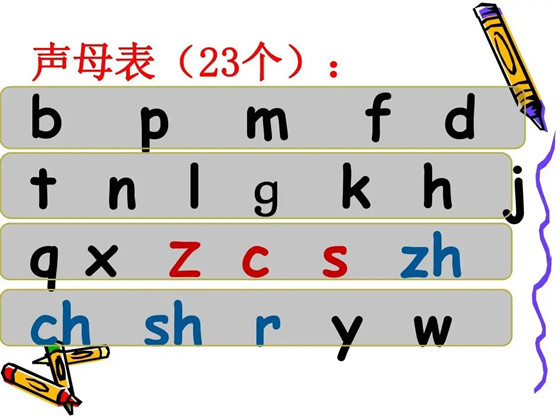 声母表（23个）：
b p m f d
t n l g k h j
q x z c s zh
ch sh r y w